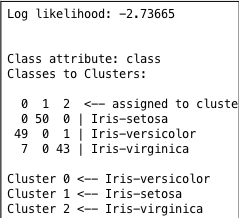 Log likelihood: -2.73665
Class attribute: class
Classes to Clusters:
0 1 2 <-- assigned to cluste
0 50 0 | Iris-setosa
49 0 1 | Iris-versicolor
7 0 43 | Iris-virginica
Cluster 0 <-- Iris-versicolor
Cluster 1 <-- Iris-setosa
Cluster 2 <-- Iris-virginica